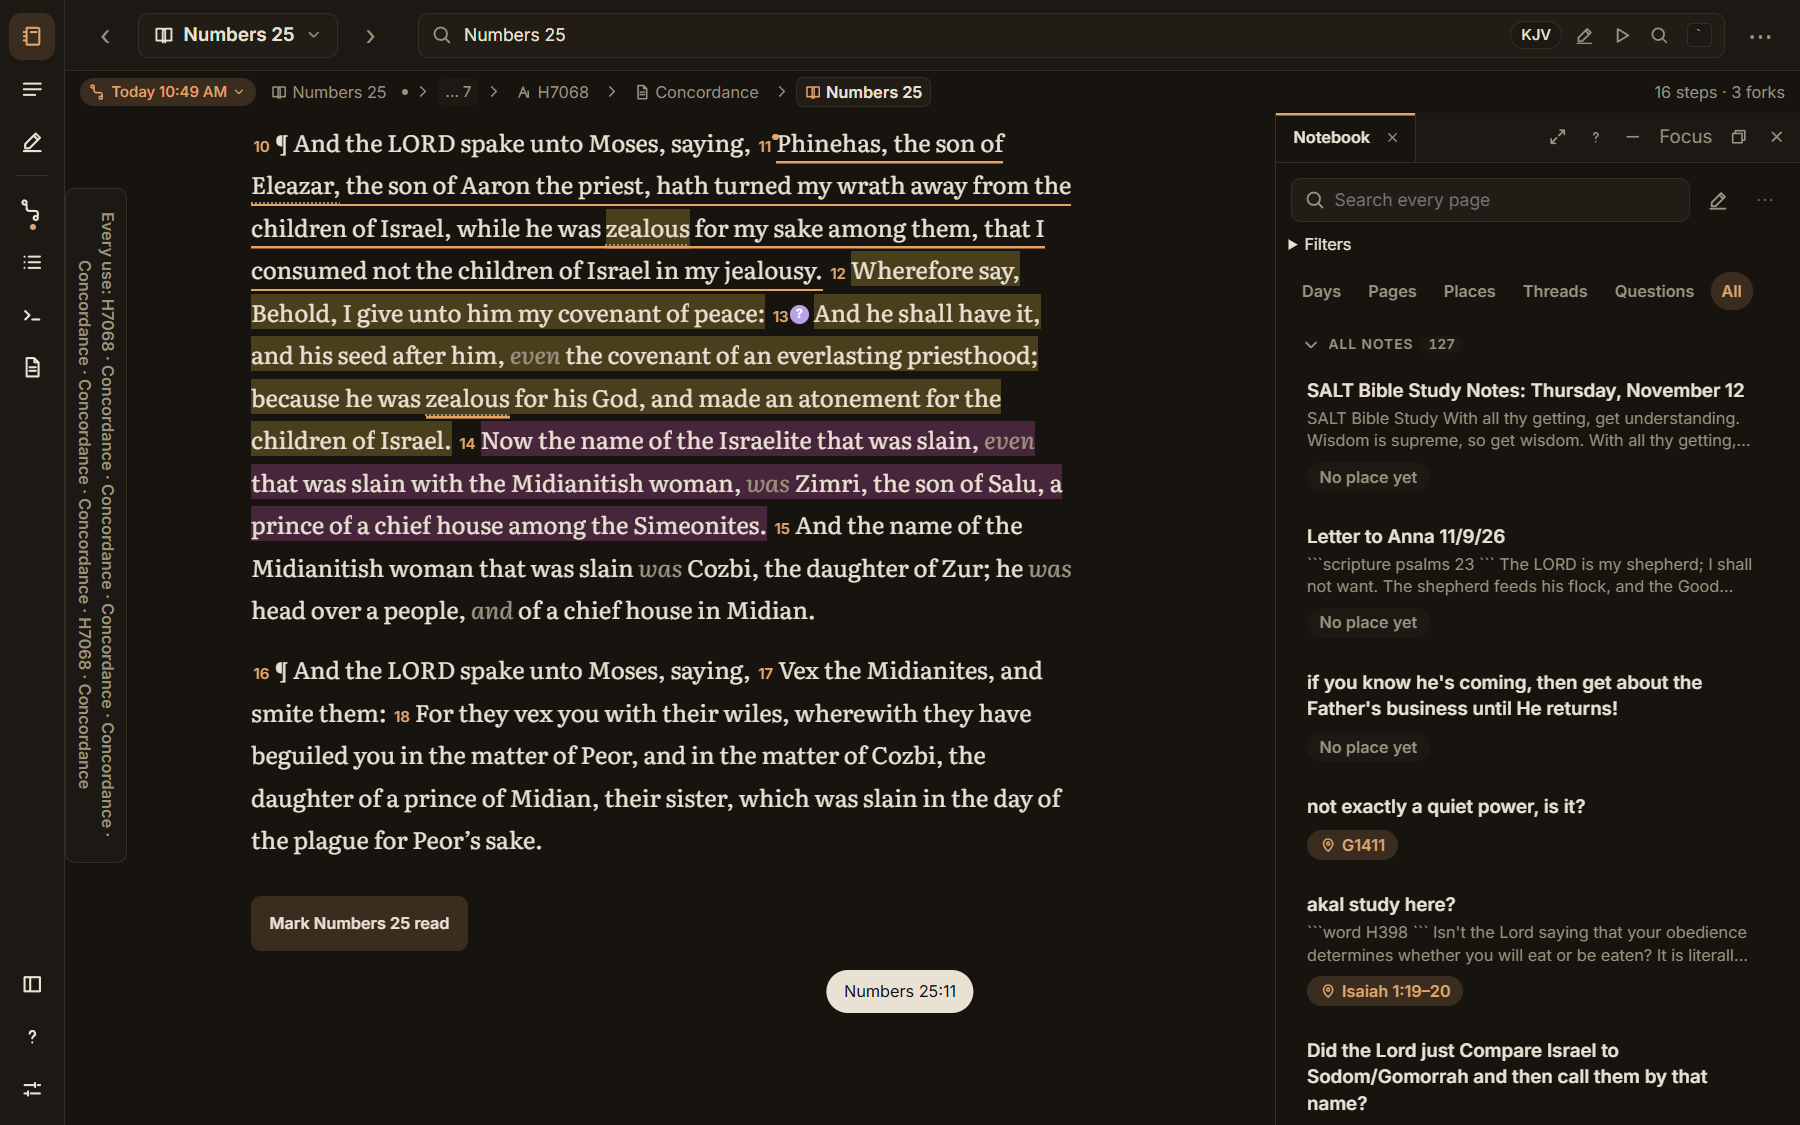 Numbers 25
Numbers 25
KJV
Today 10:49 AM
Numbers 25
... 7
H7068
Concordance
Numbers 25
16 steps · 3 forks
Every use: H7068 · Concordance · Concordance · Concordance · Concordance ·
Concordance · Concordance · Concordance · H7068 · Concordance
10 ¶ And the LORD spake unto Moses, saying, 11 Phinehas, the son of
Eleazar, the son of Aaron the priest, hath turned my wrath away from the
children of Israel, while he was zealous for my sake among them, that I
consumed not the children of Israel in my jealousy. 12 Wherefore say,
Behold, I give unto him my covenant of peace: 13 ? And he shall have it,
and his seed after him, even the covenant of an everlasting priesthood;
because he was zealous for his God, and made an atonement for the
children of Israel. 14 Now the name of the Israelite that was slain, even
that was slain with the Midianitish woman, was Zimri, the son of Salu, a
prince of a chief house among the Simeonites. 15 And the name of the
Midianitish woman that was slain was Cozbi, the daughter of Zur; he was
head over a people, and of a chief house in Midian.
16 ¶ And the LORD spake unto Moses, saying, 17 Vex the Midianites, and
smite them: 18 For they vex you with their wiles, wherewith they have
beguiled you in the matter of Peor, and in the matter of Cozbi, the
daughter of a prince of Midian, their sister, which was slain in the day of
the plague for Peor’s sake.
Mark Numbers 25 read
Numbers 25:11
Notebook
?
Focus
Search every page
Filters
Days
Pages
Places
Threads
Questions
All
ALL NOTES 127
SALT Bible Study Notes: Thursday, November 12
SALT Bible Study With all thy getting, get understanding.
Wisdom is supreme, so get wisdom. With all thy getting,...
No place yet
Letter to Anna 11/9/26
```scripture psalms 23 ``` The LORD is my shepherd; I shall
not want. The shepherd feeds his flock, and the Good...
No place yet
if you know he's coming, then get about the
Father's business until He returns!
No place yet
not exactly a quiet power, is it?
G1411
akal study here?
```word H398 ``` Isn't the Lord saying that your obedience
determines whether you will eat or be eaten? It is literall...
Isaiah 1:19–20
Did the Lord just Compare Israel to
Sodom/Gomorrah and then call them by that
name?